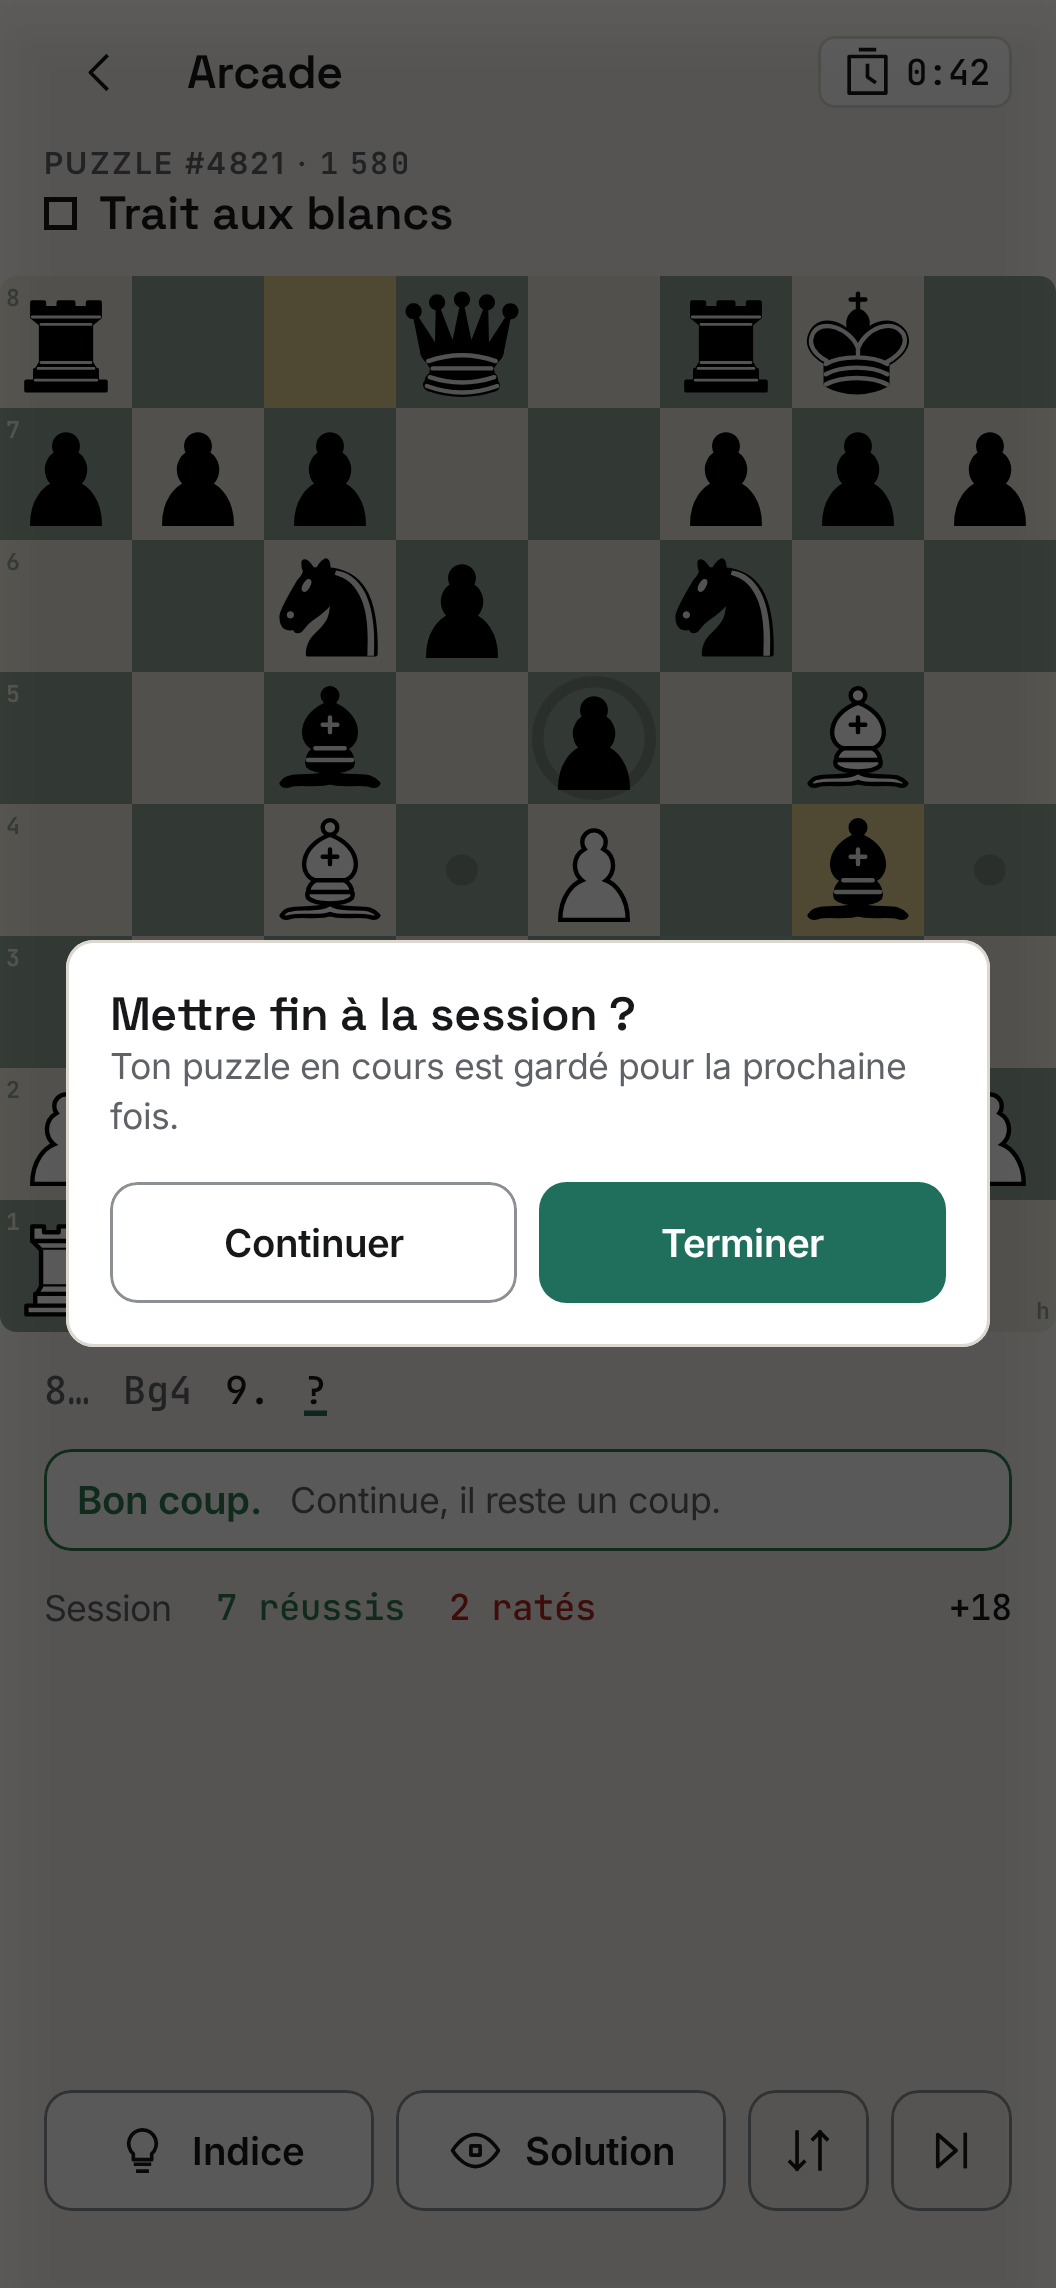 Arcade
0:42
PUZZLE #4821 · 1 580
Trait aux blancs
8
7
6
5
4
3
2
1
h
Mettre fin à la session ?
Ton puzzle en cours est gardé pour la prochaine
fois.
Continuer
Terminer
8… Bg4 9. ?
Bon coup. Continue, il reste un coup.
Session 7 réussis 2 ratés +18
Indice
Solution